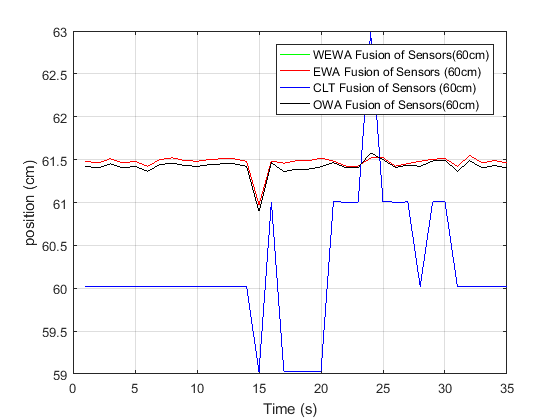 63
62.5
62
61.5
61
60.5
60
59.5
59
position (cm)
WEWA Fusion of Sensors(60cm)
EWA Fusion of Sensors (60cm)
CLT Fusion of Sensors (60cm)
OWA Fusion of Sensors(60cm)
0 5 10 15 20 25 30 35
Time (s)